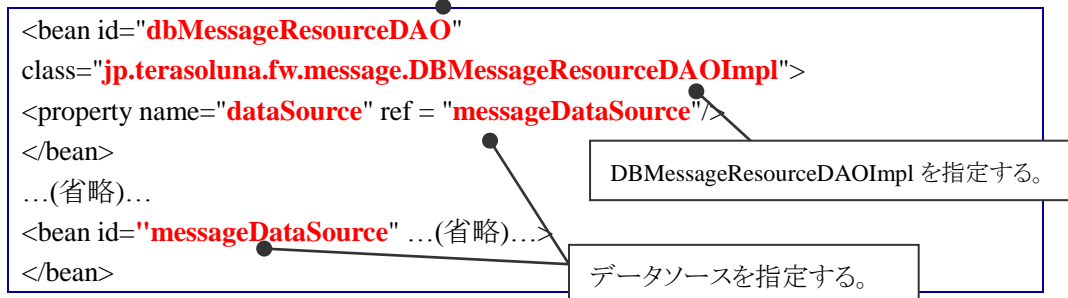 <bean id="dbMessageResourceDAO"
class="jp.terasoluna.fw.message.DBMessageResourceDAOImpl">
<property name="dataSource" ref = "messageDataSource"/>
</bean>
DBMessageResourceDAOImpl を指定する。
…(省略)…
<bean id="messageDataSource" …(省略)…>
</bean>
データソースを指定する。